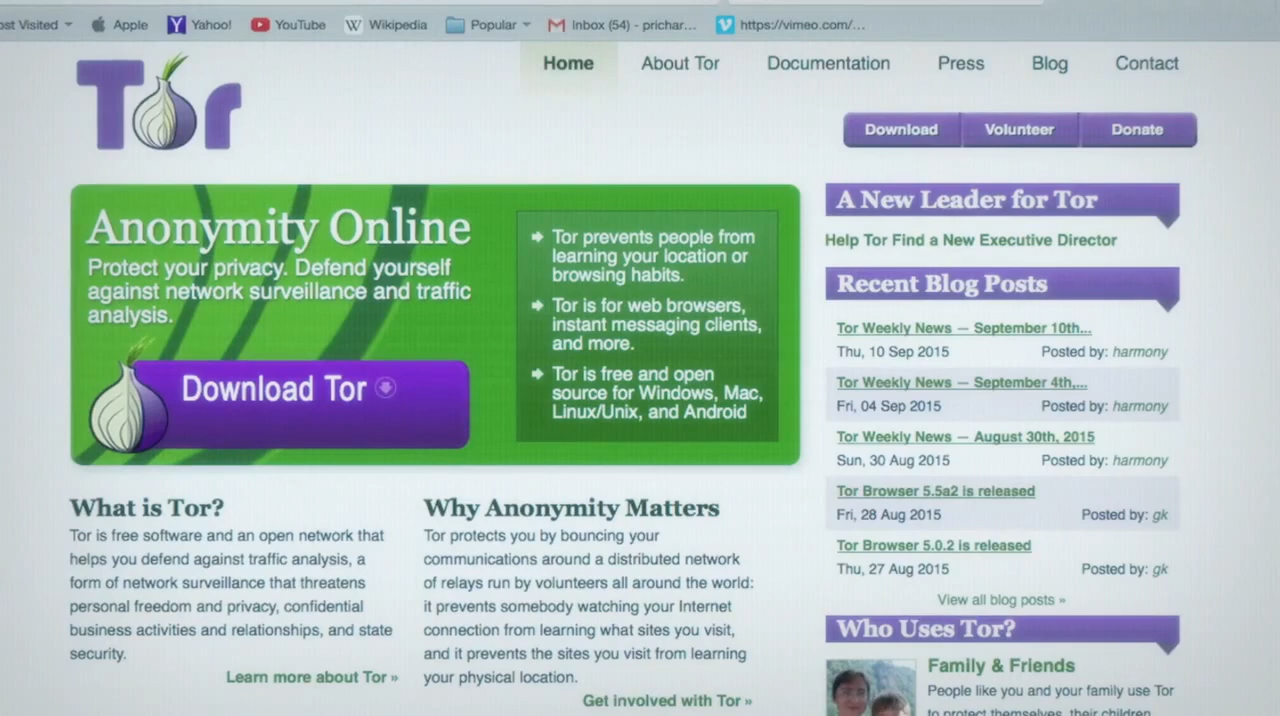 ost Visited
Apple
Yahoo!
YouTube
Wikipedia
Popular
Inbox (54) - prichar...
https://vimeo.com/...
Tor
Home
About Tor
Documentation
Press
Blog
Contact
Download
Volunteer
Donate
Anonymity Online
Protect your privacy. Defend yourself
against network surveillance and traffic
analysis.
Download Tor
Tor prevents people from
learning your location or
browsing habits.
Tor is for web browsers,
instant messaging clients,
and more.
Tor is free and open
source for Windows, Mac,
Linux/Unix, and Android
What is Tor?
Tor is free software and an open network that
helps you defend against traffic analysis, a
form of network surveillance that threatens
personal freedom and privacy, confidential
business activities and relationships, and state
security.
Learn more about Tor »
Why Anonymity Matters
Tor protects you by bouncing your
communications around a distributed network
of relays run by volunteers all around the world:
it prevents somebody watching your Internet
connection from learning what sites you visit,
and it prevents the sites you visit from learning
your physical location.
Get involved with Tor »
A New Leader for Tor
Help Tor Find a New Executive Director
Recent Blog Posts
Tor Weekly News — September 10th...
Thu, 10 Sep 2015 Posted by: harmony
Tor Weekly News — September 4th,...
Fri, 04 Sep 2015 Posted by: harmony
Tor Weekly News — August 30th, 2015
Sun, 30 Aug 2015 Posted by: harmony
Tor Browser 5.5a2 is released
Fri, 28 Aug 2015 Posted by: gk
Tor Browser 5.0.2 is released
Thu, 27 Aug 2015 Posted by: gk
View all blog posts »
Who Uses Tor?
Family & Friends
People like you and your family use Tor
to protect themselves, their children,